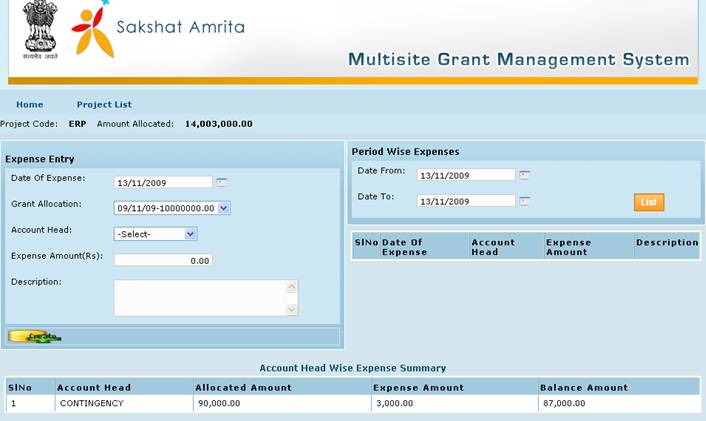 सत्यमेव जयते
Sakshat Amrita
Multisite Grant Management System
Home Project List
Project Code: ERP Amount Allocated: 14,003,000.00
Expense Entry
Date Of Expense: 13/11/2009
Grant Allocation: 09/11/09-10000000.00
Account Head: -Select-
Expense Amount(Rs): 0.00
Description:
Create
Period Wise Expenses
Date From: 13/11/2009
Date To: 13/11/2009
List
SlNo Date Of Expense Account Head Expense Amount Description
Account Head Wise Expense Summary
SlNo Account Head Allocated Amount Expense Amount Balance Amount
1 CONTINGENCY 90,000.00 3,000.00 87,000.00